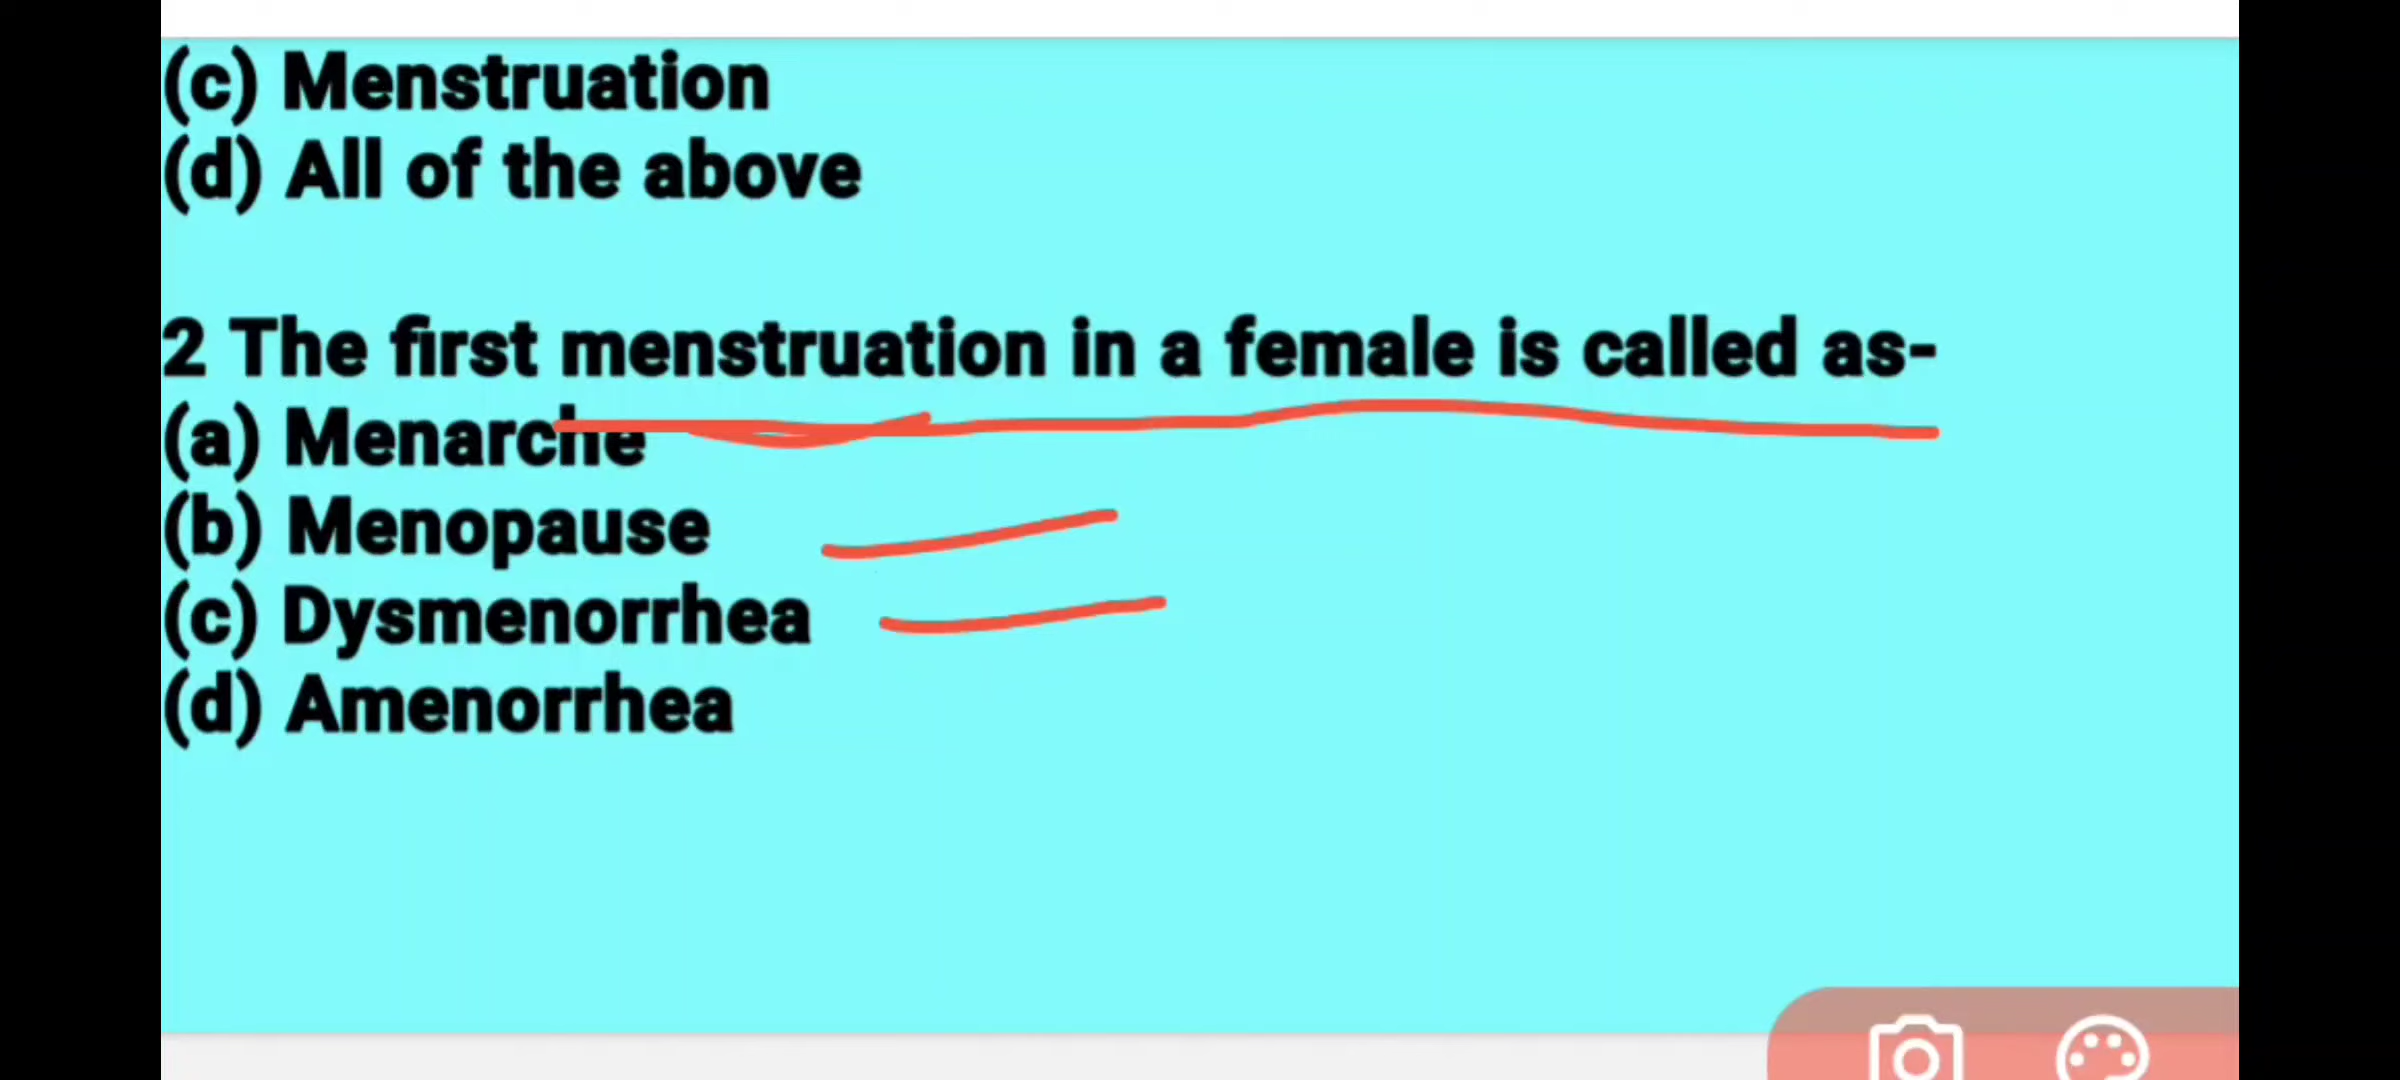 (c) Menstruation
(d) All of the above
2 The first menstruation in a female is called as-
(a) Menarche
(b) Menopause
(c) Dysmenorrhea
(d) Amenorrhea